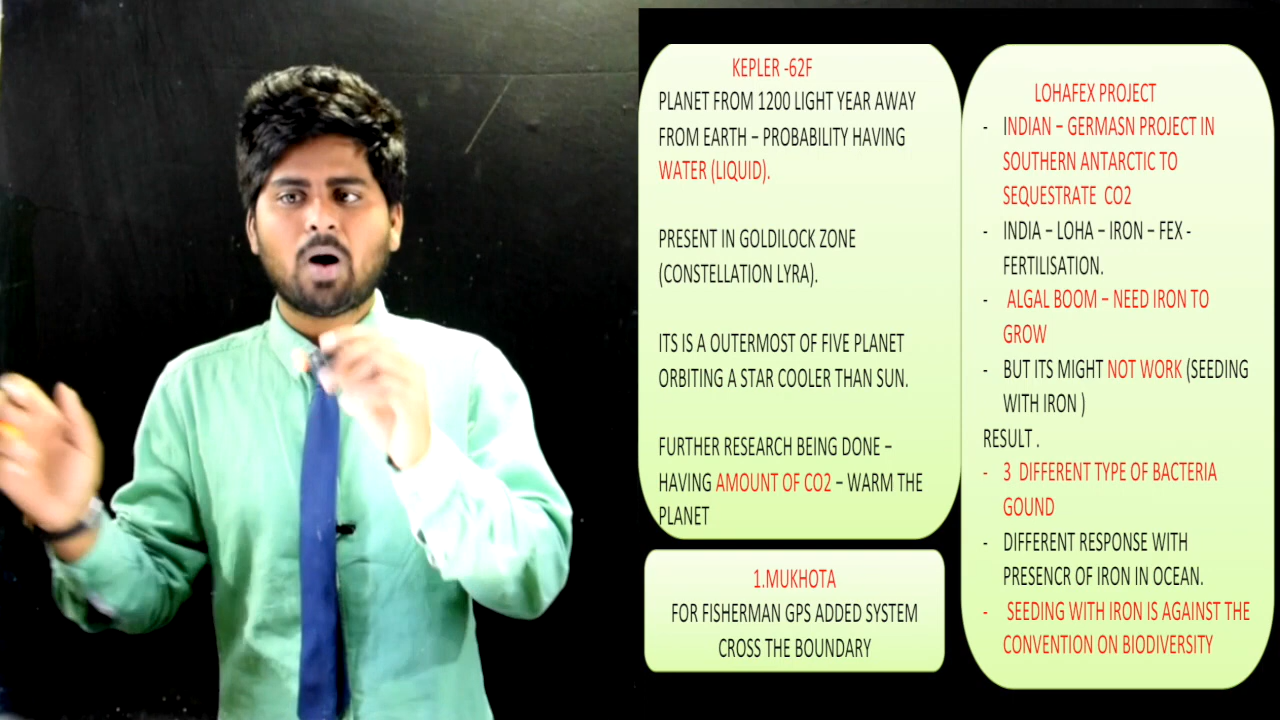 KEPLER -62F
PLANET FROM 1200 LIGHT YEAR AWAY
FROM EARTH – PROBABILITY HAVING
WATER (LIQUID).
PRESENT IN GOLDILOCK ZONE
(CONSTELLATION LYRA).
ITS IS A OUTERMOST OF FIVE PLANET
ORBITING A STAR COOLER THAN SUN.
FURTHER RESEARCH BEING DONE –
HAVING AMOUNT OF CO2 – WARM THE
PLANET
1.MUKHOTA
FOR FISHERMAN GPS ADDED SYSTEM
CROSS THE BOUNDARY
LOHAFEX PROJECT
- INDIAN – GERMASN PROJECT IN
SOUTHERN ANTARCTIC TO
SEQUESTRATE CO2
- INDIA – LOHA – IRON – FEX -
FERTILISATION.
- ALGAL BOOM – NEED IRON TO
GROW
- BUT ITS MIGHT NOT WORK (SEEDING
WITH IRON )
RESULT .
- 3 DIFFERENT TYPE OF BACTERIA
GOUND
- DIFFERENT RESPONSE WITH
PRESENCR OF IRON IN OCEAN.
- SEEDING WITH IRON IS AGAINST THE
CONVENTION ON BIODIVERSITY